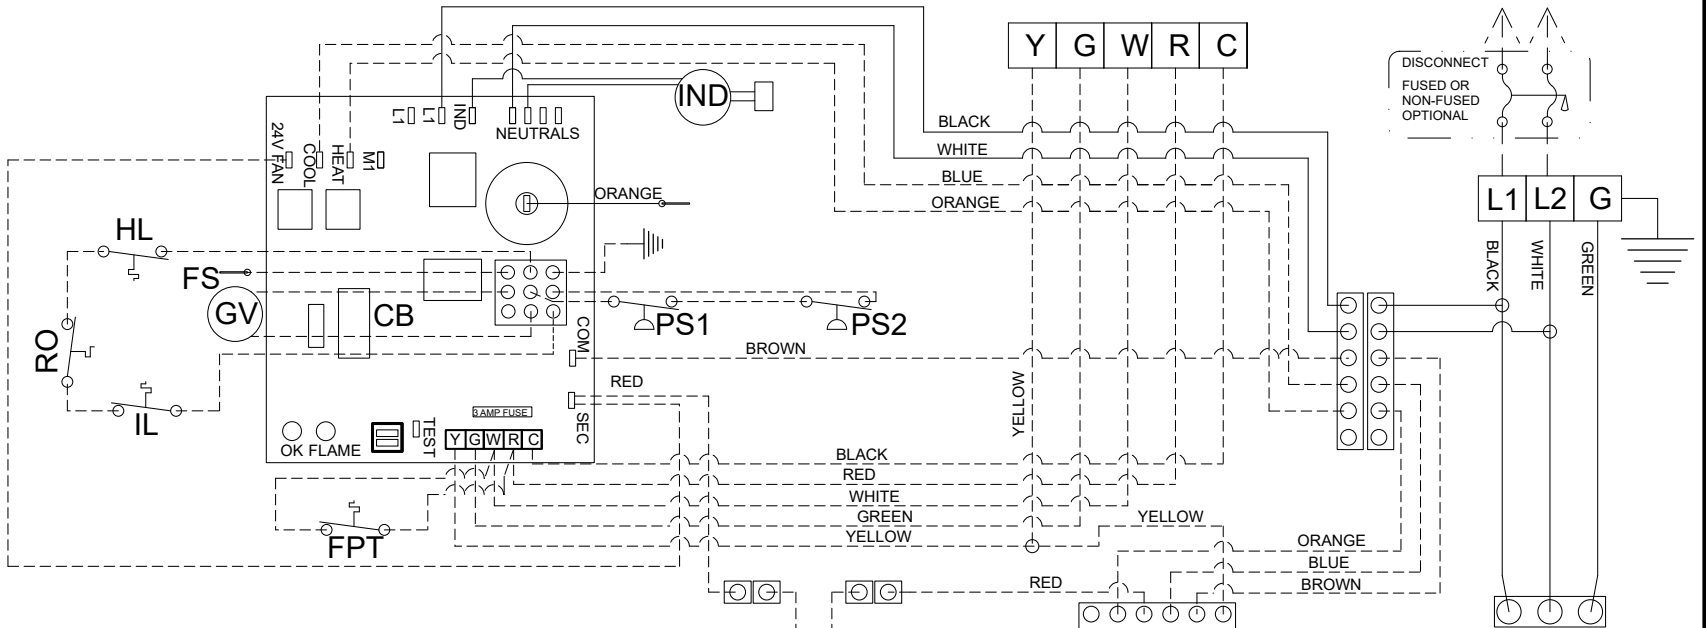 Y G W R C
DISCONNECT
FUSED OR
NON-FUSED
OPTIONAL
L1
L1
IND
NEUTRALS
IND
24V FAN
COOL
HEAT
M1
BLACK
WHITE
BLUE
ORANGE
ORANGE
L1 L2 G
BLACK
WHITE
GREEN
HL
FS
GV
CB
RO
IL
PS1
PS2
COM
BROWN
RED
SEC
YELLOW
3 AMP FUSE
TEST
OK FLAME
Y G W R C
BLACK
RED
WHITE
GREEN
YELLOW
YELLOW
FPT
ORANGE
BLUE
BROWN
RED